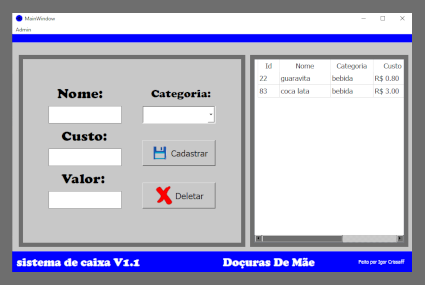 MainWindow
Admin
Nome:
Categoria:
Custo:
Cadastrar
Valor:
Deletar
Id Nome Categoria Custo
22 guaravita bebida R$ 0.80
83 coca lata bebida R$ 3.00
sistema de caixa V1.1 Doçuras De Mãe Feito por Igor